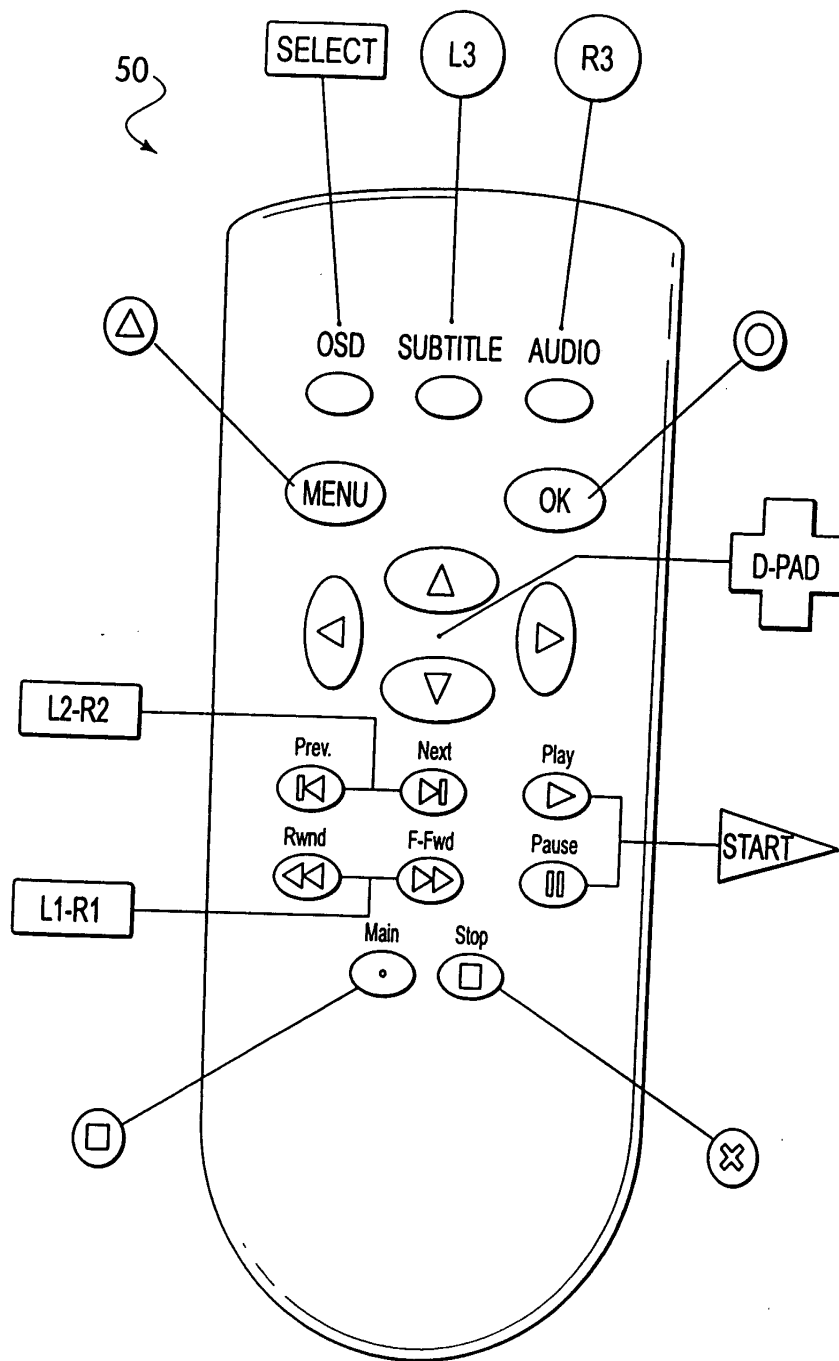 SELECT
L3
R3
50
OSD
SUBTITLE
AUDIO
MENU
OK
D-PAD
L2-R2
Prev.
Next
Play
Rwnd
F-Fwd
Pause
START
L1-R1
Main
Stop